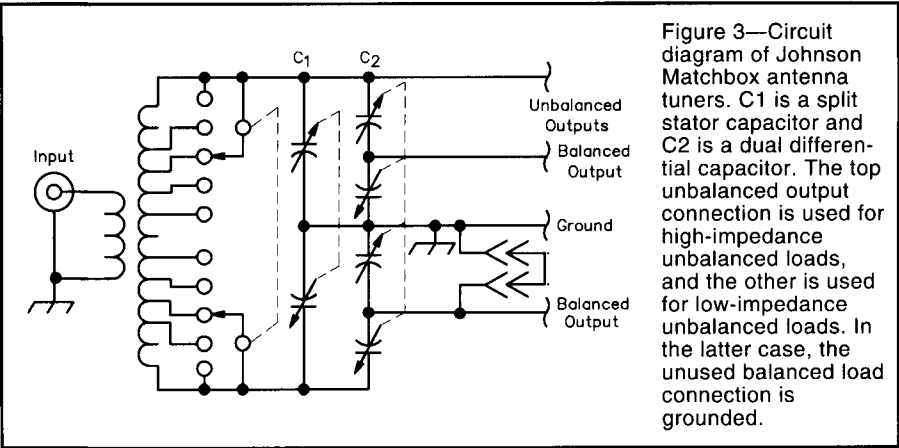 C1
C2
Input
Unbalanced
Outputs
Balanced
Output
Ground
Balanced
Output
Figure 3—Circuit
diagram of Johnson
Matchbox antenna
tuners. C1 is a split
stator capacitor and
C2 is a dual differen-
tial capacitor. The top
unbalanced output
connection is used for
high-impedance
unbalanced loads,
and the other is used
for low-impedance
unbalanced loads. In
the latter case, the
unused balanced load
connection is
grounded.